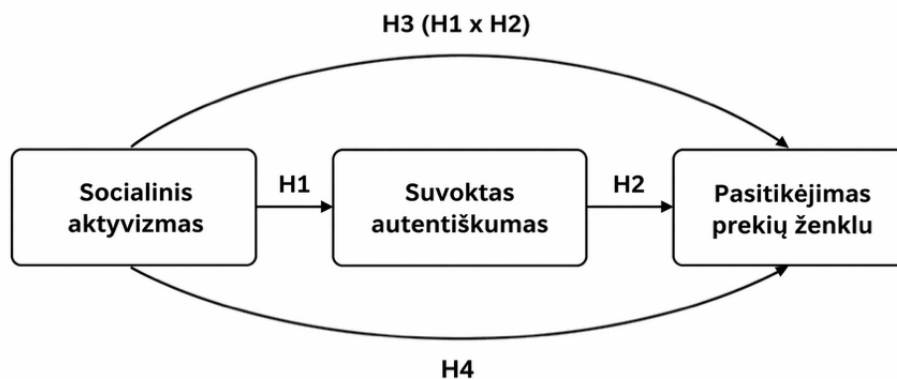 H3 (H1 x H2)
Socialinis
aktyvizmas
H1
Suvoktas
autentiškumas
H2
Pasitikėjimas
prekių ženklu
H4